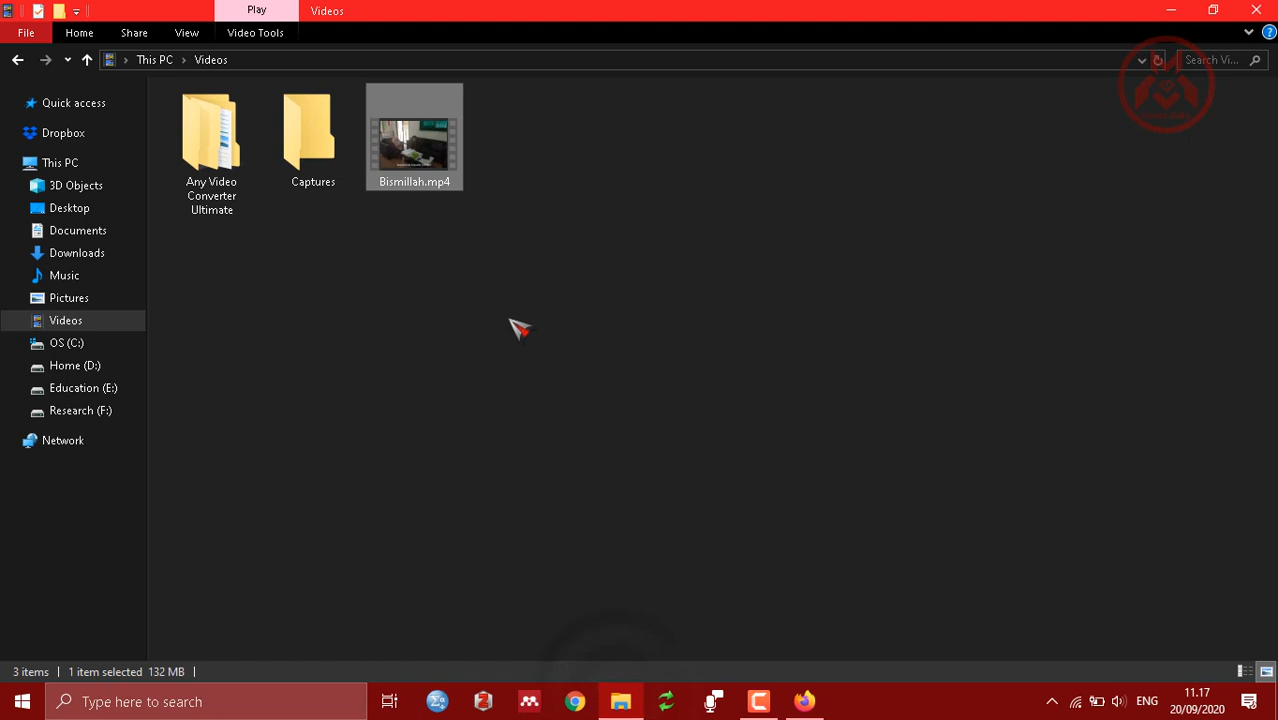 Play
Videos
File
Home
Share
View
Video Tools
This PC
Videos
Search Vi...
Quick access
Dropbox
This PC
3D Objects
Desktop
Documents
Downloads
Music
Pictures
Videos
OS (C:)
Home (D:)
Education (E:)
Research (F:)
Network
Any Video
Converter
Ultimate
Captures
Bismillah.mp4
3 items
1 item selected 132 MB
Type here to search
ENG
11.17
20/09/2020